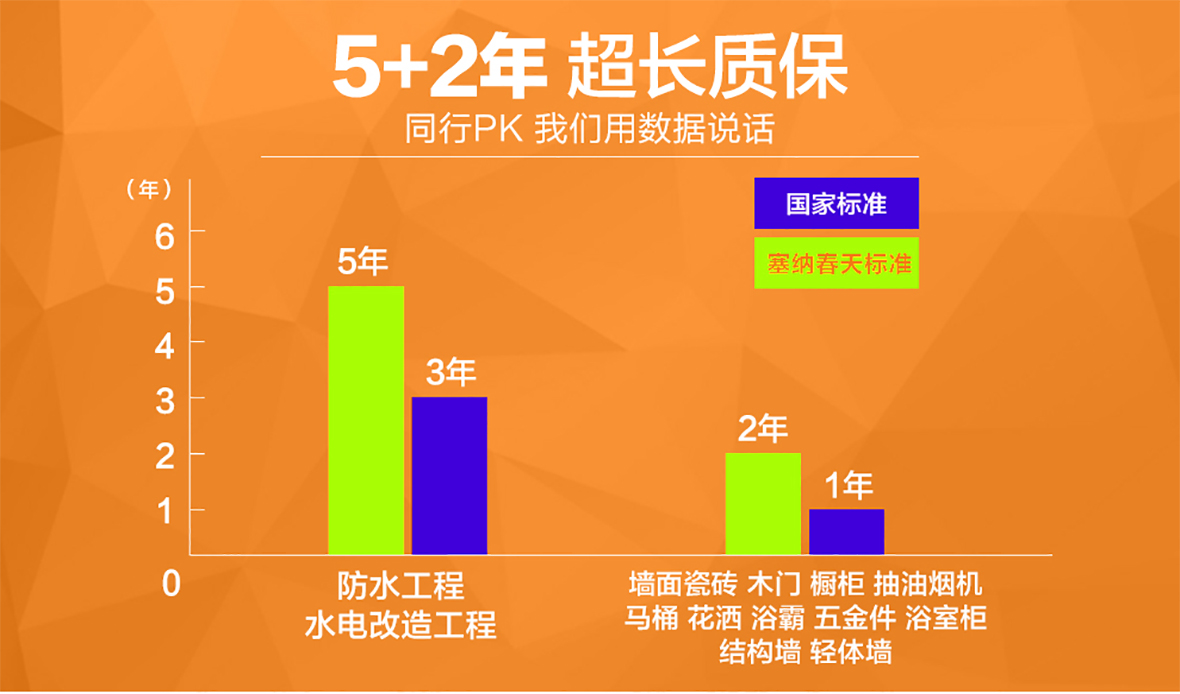 5+2年 超长质保
同行PK 我们用数据说话
（年）
国家标准
塞纳春天标准
6
5
4
3
2
1
0
5年
3年
2年
1年
防水工程
水电改造工程
墙面瓷砖 木门 橱柜 抽油烟机
马桶 花洒 浴霸 五金件 浴室柜
结构墙 轻体墙